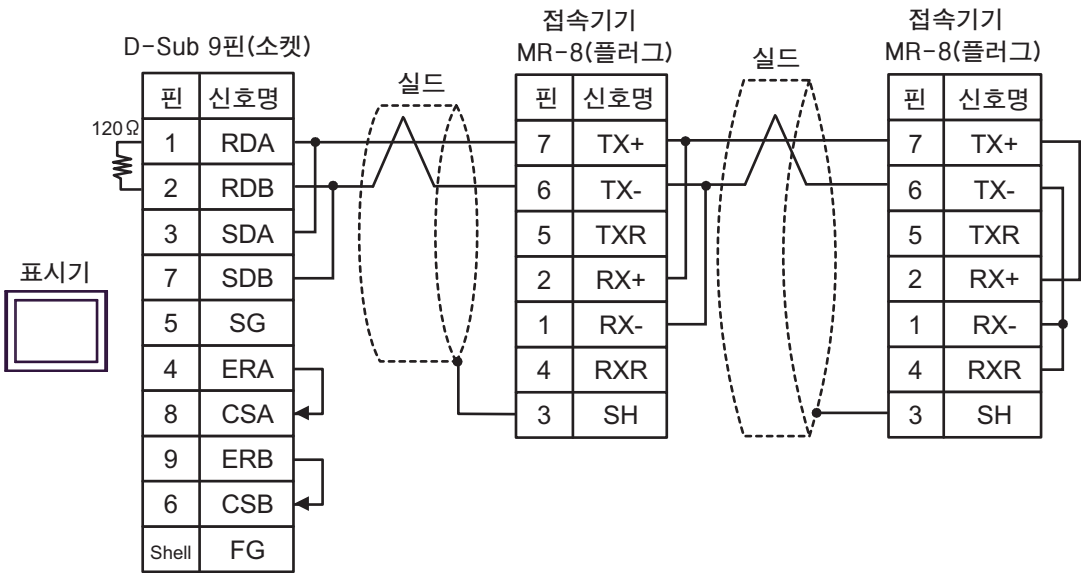 D-Sub 9핀(소켓)
핀 신호명
120Ω
1 RDA
2 RDB
3 SDA
7 SDB
5 SG
4 ERA
8 CSA
9 ERB
6 CSB
Shell FG
표시기
실드
접속기기
MR-8(플러그)
핀 신호명
7 TX+
6 TX-
5 TXR
2 RX+
1 RX-
4 RXR
3 SH
실드
접속기기
MR-8(플러그)
핀 신호명
7 TX+
6 TX-
5 TXR
2 RX+
1 RX-
4 RXR
3 SH